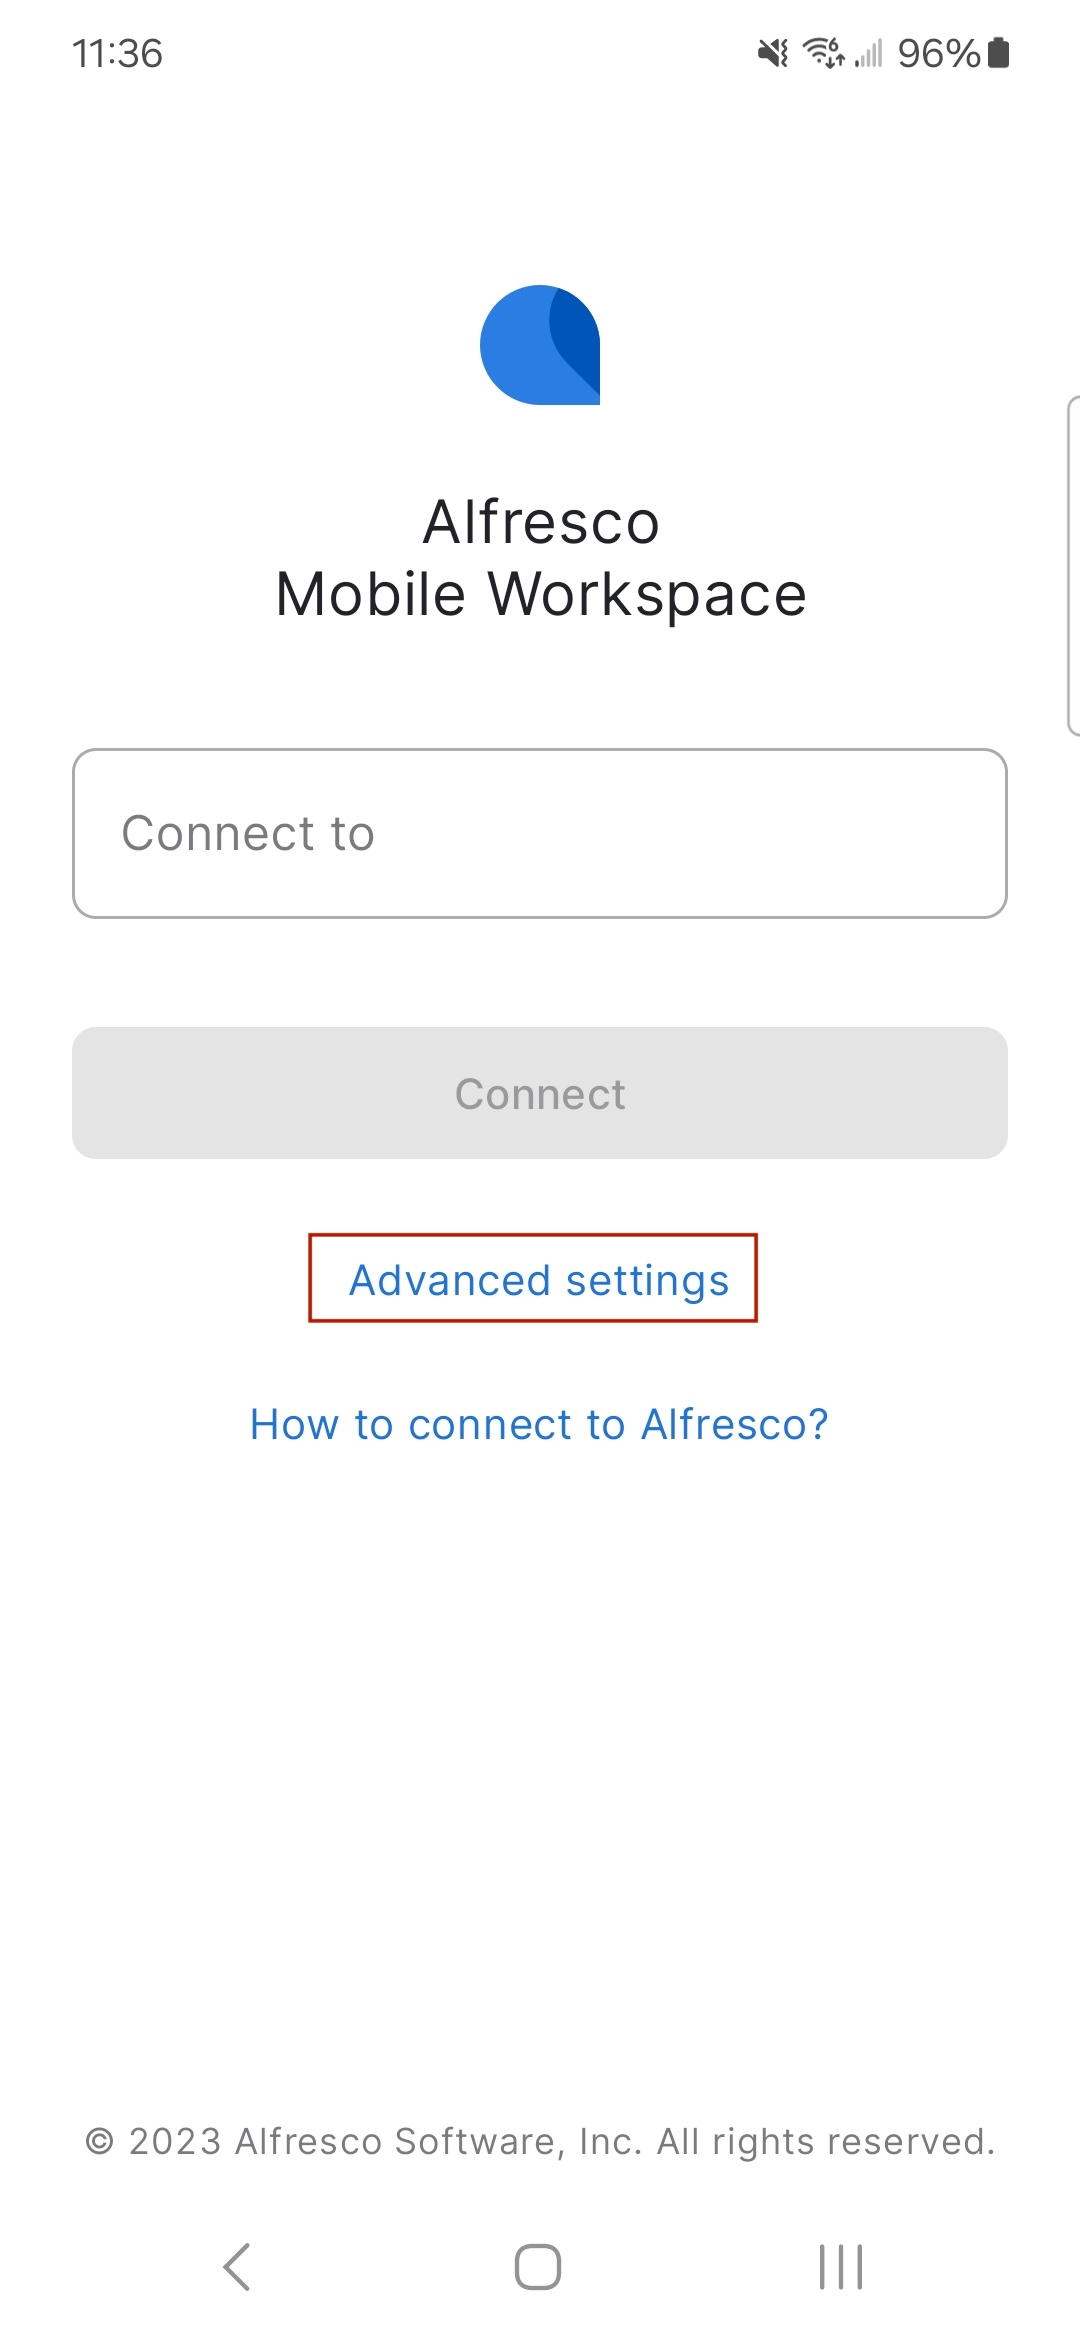 11:36
96%
Alfresco
Mobile Workspace
Connect to
Connect
Advanced settings
How to connect to Alfresco?
© 2023 Alfresco Software, Inc. All rights reserved.